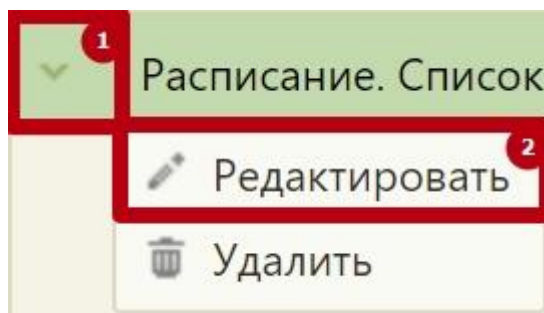 1
Расписание. Список
2
Редактировать
Удалить